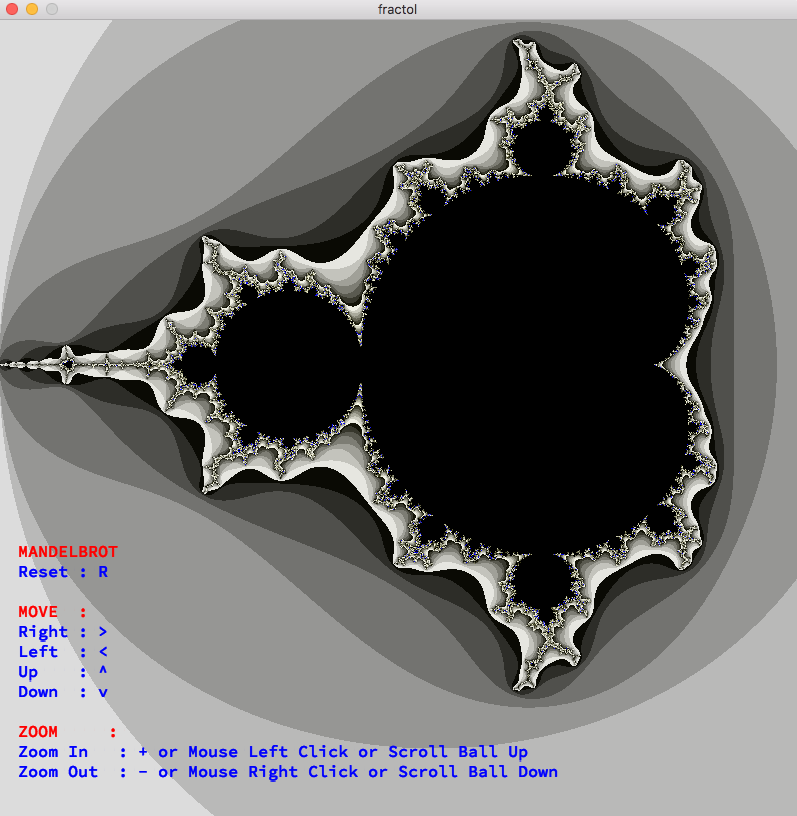 fractol
MANDELBROT
Reset : R
MOVE  :
Right : >
Left  : <
Up    : ^
Down  : v
ZOOM     :
Zoom In   : + or Mouse Left Click or Scroll Ball Up
Zoom Out  : - or Mouse Right Click or Scroll Ball Down